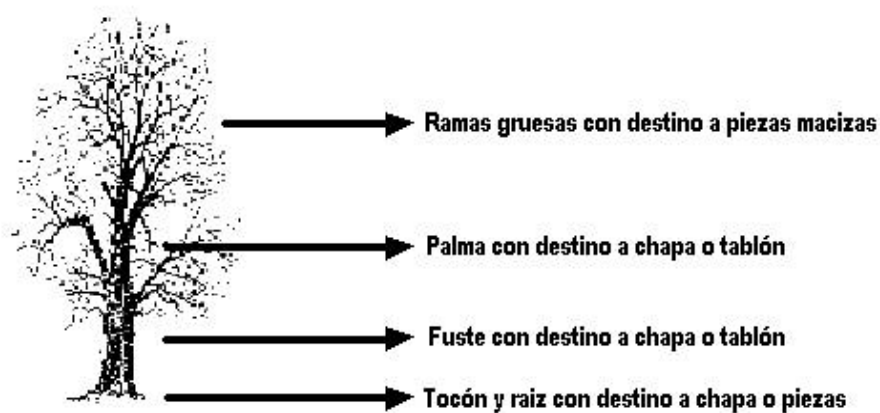 Ramas gruesas con destino a piezas macizas
Palma con destino a chapa o tablón
Fuste con destino a chapa o tablón
Tocón y raiz con destino a chapa o piezas